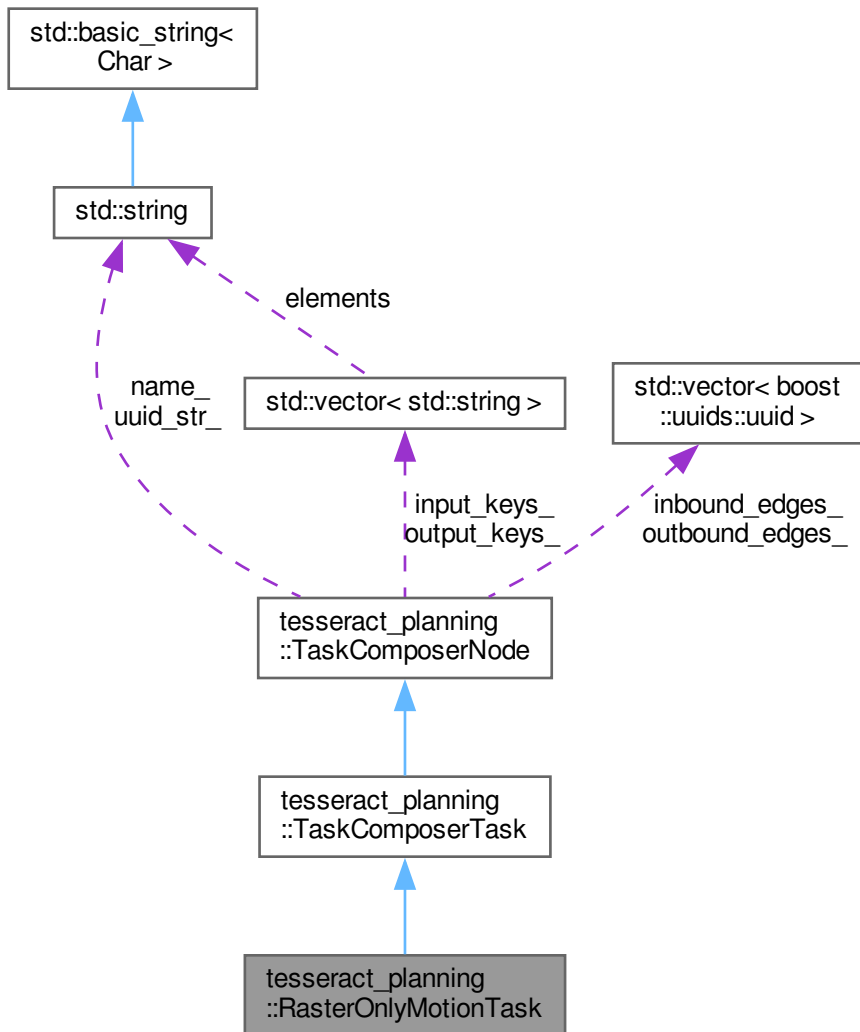 std::basic_string<
Char >
std::string
elements
name_
uuid_str_
std::vector< std::string >
std::vector< boost
::uuids::uuid >
input_keys_
output_keys_
inbound_edges_
outbound_edges_
tesseract_planning
::TaskComposerNode
tesseract_planning
::TaskComposerTask
tesseract_planning
::RasterOnlyMotionTask